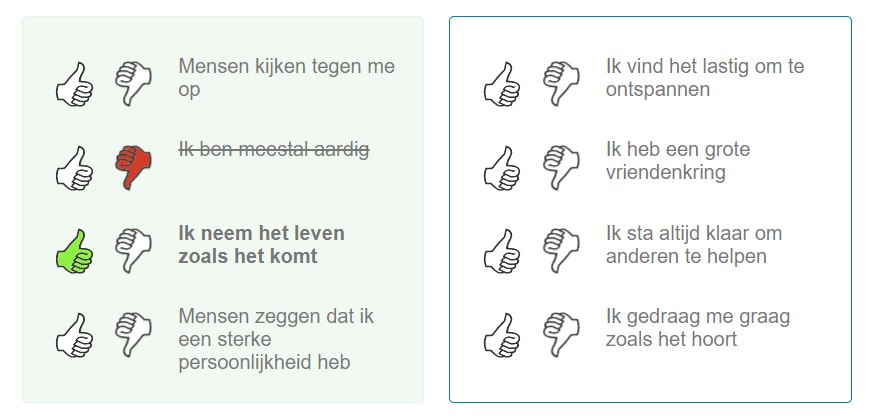 Mensen kijken tegen me
op
Ik ben meestal aardig
Ik neem het leven
zoals het komt
Mensen zeggen dat ik
een sterke
persoonlijkheid heb
Ik vind het lastig om te
ontspannen
Ik heb een grote
vriendenkring
Ik sta altijd klaar om
anderen te helpen
Ik gedraag me graag
zoals het hoort